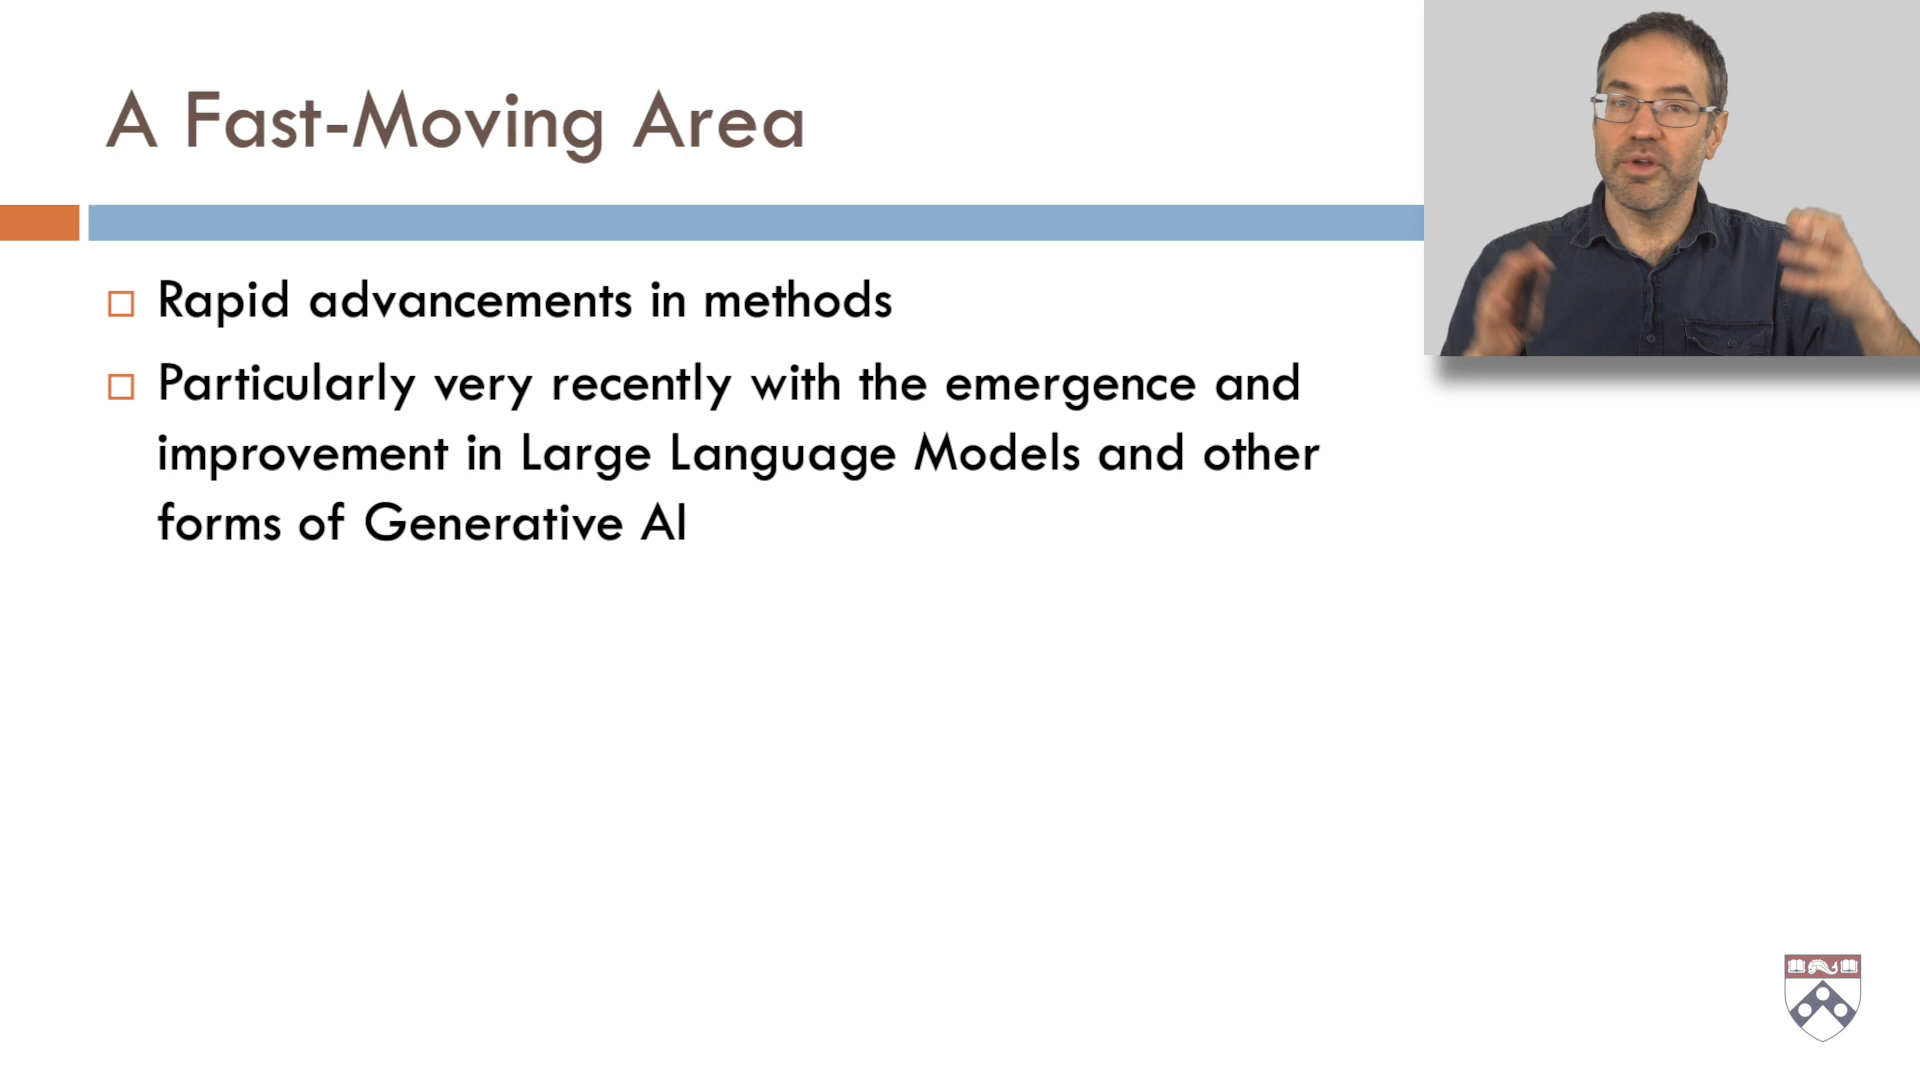 A Fast-Moving Area
Rapid advancements in methods
Particularly very recently with the emergence and
improvement in Large Language Models and other
forms of Generative AI